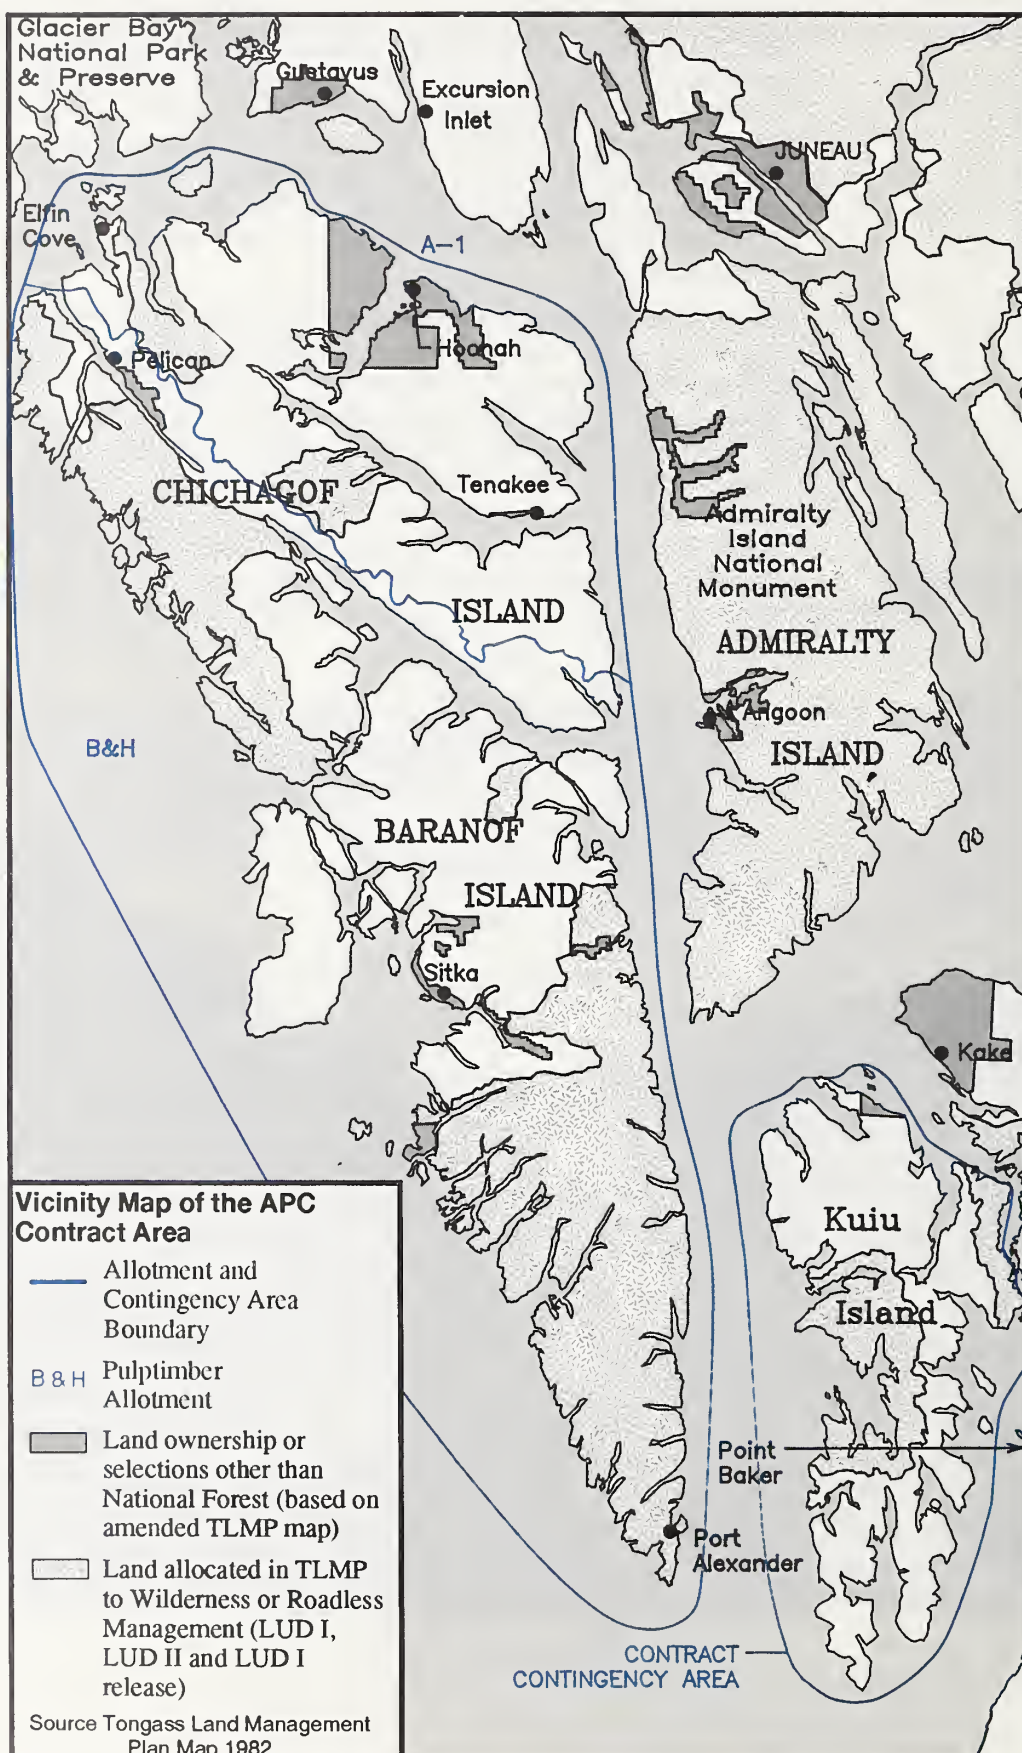 Glacier Bay
National Park
& Preserve
Gustavus
Excursion
Inlet
JUNEAU
Elfin
Cove
A-1
Hoonah
Pelican
CHICHAGOF
Tenakee
Admiralty
Island
National
Monument
ISLAND
ADMIRALTY
Angoon
B&H
ISLAND
BARANOF
ISLAND
Sitka
Kake
Kuiu
Island
Point
Baker
Port
Alexander
CONTRACT
CONTINGENCY AREA
Vicinity Map of the APC
Contract Area
Allotment and
Contingency Area
Boundary
B & H Pulptimber
Allotment
Land ownership or
selections other than
National Forest (based on
amended TLMP map)
Land allocated in TLMP
to Wilderness or Roadless
Management (LUD I,
LUD II and LUD I
release)
Source Tongass Land Management
Plan Map 1982